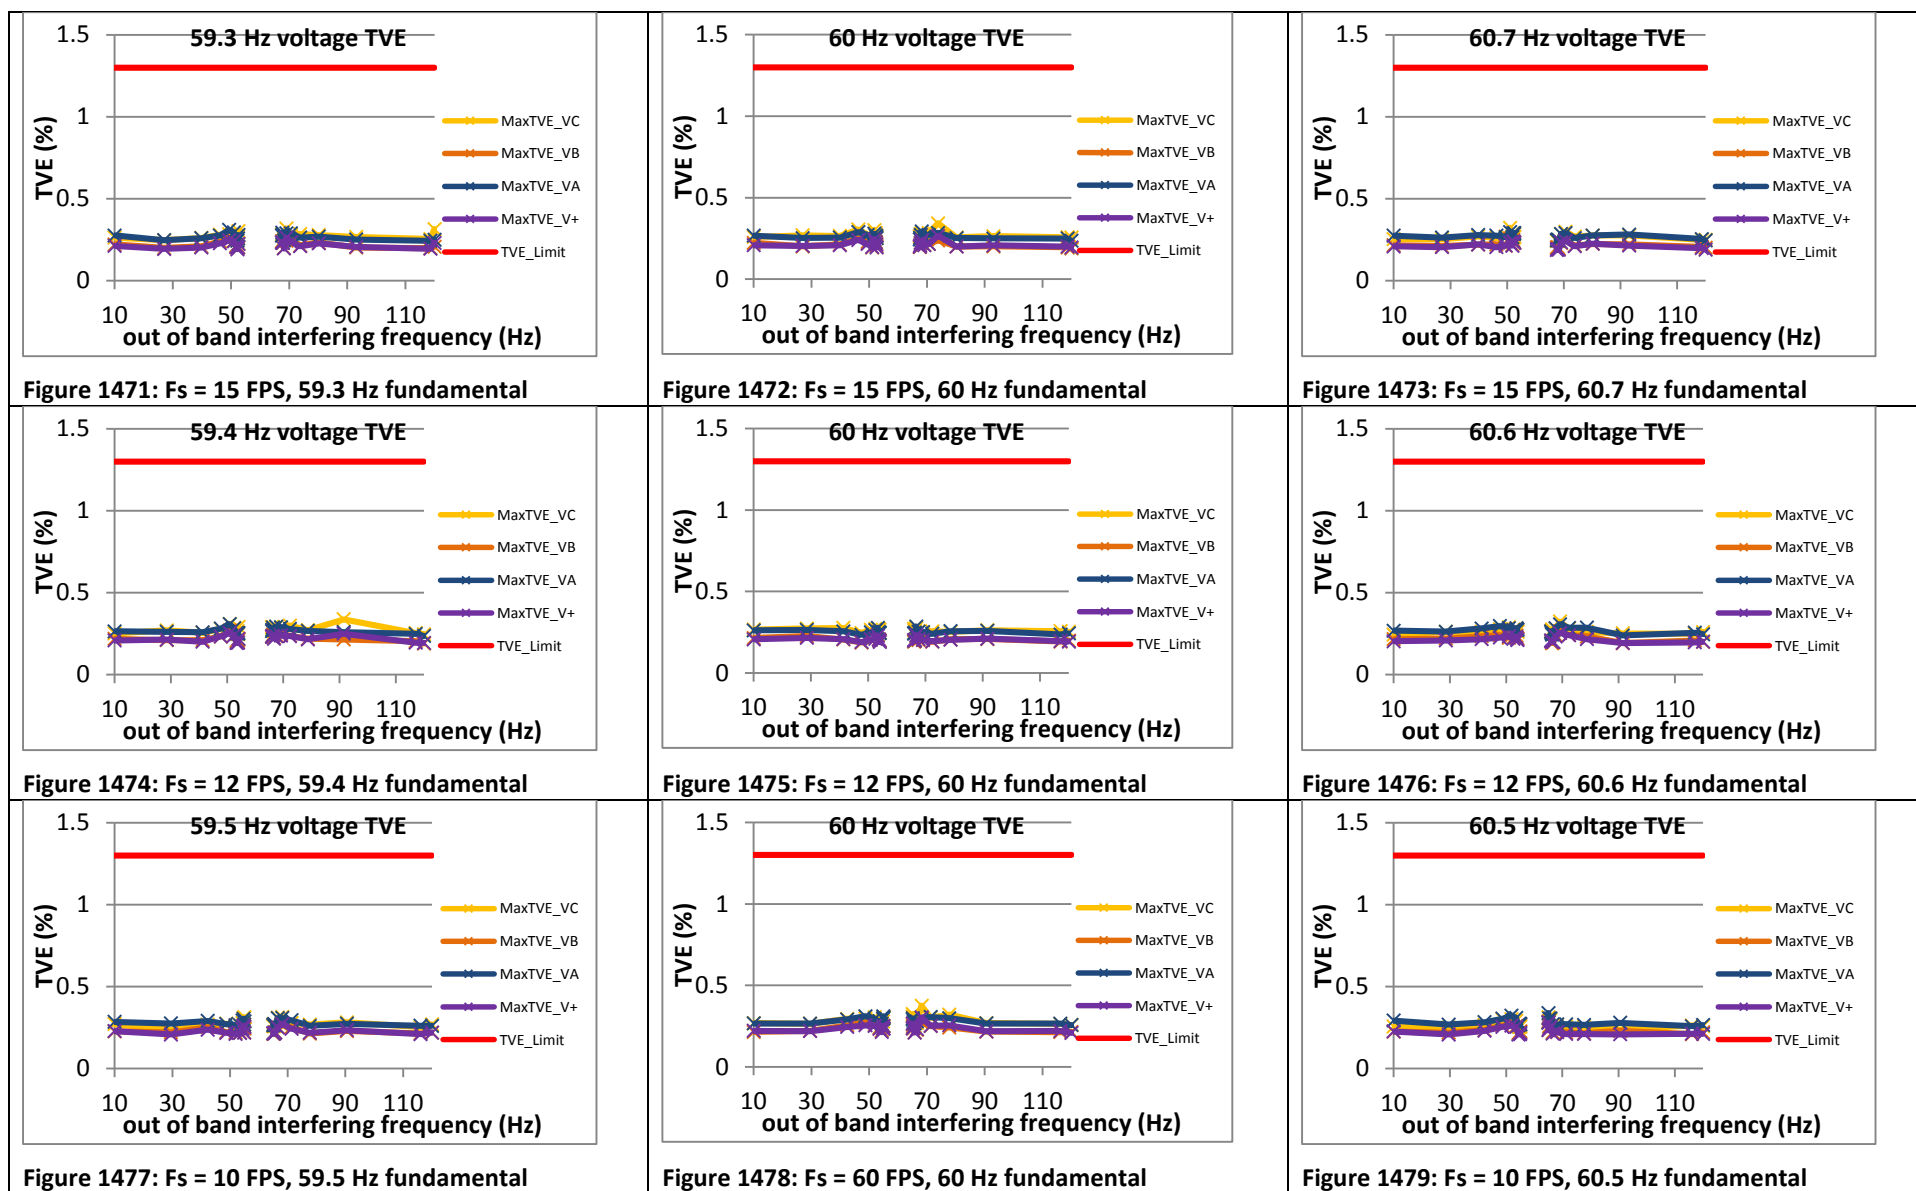 59.3 Hz voltage TVE
1.5
1
0.5
0
TVE (%)
MaxTVE_VC
MaxTVE_VB
MaxTVE_VA
MaxTVE_V+
TVE_Limit
10 30 50 70 90 110
out of band interfering frequency (Hz)
Figure 1471: Fs = 15 FPS, 59.3 Hz fundamental
60 Hz voltage TVE
1.5
1
0.5
0
TVE (%)
MaxTVE_VC
MaxTVE_VB
MaxTVE_VA
MaxTVE_V+
TVE_Limit
10 30 50 70 90 110
out of band interfering frequency (Hz)
Figure 1472: Fs = 15 FPS, 60 Hz fundamental
60.7 Hz voltage TVE
1.5
1
0.5
0
TVE (%)
MaxTVE_VC
MaxTVE_VB
MaxTVE_VA
MaxTVE_V+
TVE_Limit
10 30 50 70 90 110
out of band interfering frequency (Hz)
Figure 1473: Fs = 15 FPS, 60.7 Hz fundamental
59.4 Hz voltage TVE
1.5
1
0.5
0
TVE (%)
MaxTVE_VC
MaxTVE_VB
MaxTVE_VA
MaxTVE_V+
TVE_Limit
10 30 50 70 90 110
out of band interfering frequency (Hz)
Figure 1474: Fs = 12 FPS, 59.4 Hz fundamental
60 Hz voltage TVE
1.5
1
0.5
0
TVE (%)
MaxTVE_VC
MaxTVE_VB
MaxTVE_VA
MaxTVE_V+
TVE_Limit
10 30 50 70 90 110
out of band interfering frequency (Hz)
Figure 1475: Fs = 12 FPS, 60 Hz fundamental
60.6 Hz voltage TVE
1.5
1
0.5
0
TVE (%)
MaxTVE_VC
MaxTVE_VB
MaxTVE_VA
MaxTVE_V+
TVE_Limit
10 30 50 70 90 110
out of band interfering frequency (Hz)
Figure 1476: Fs = 12 FPS, 60.6 Hz fundamental
59.5 Hz voltage TVE
1.5
1
0.5
0
TVE (%)
MaxTVE_VC
MaxTVE_VB
MaxTVE_VA
MaxTVE_V+
TVE_Limit
10 30 50 70 90 110
out of band interfering frequency (Hz)
Figure 1477: Fs = 10 FPS, 59.5 Hz fundamental
60 Hz voltage TVE
1.5
1
0.5
0
TVE (%)
MaxTVE_VC
MaxTVE_VB
MaxTVE_VA
MaxTVE_V+
TVE_Limit
10 30 50 70 90 110
out of band interfering frequency (Hz)
Figure 1478: Fs = 60 FPS, 60 Hz fundamental
60.5 Hz voltage TVE
1.5
1
0.5
0
TVE (%)
MaxTVE_VC
MaxTVE_VB
MaxTVE_VA
MaxTVE_V+
TVE_Limit
10 30 50 70 90 110
out of band interfering frequency (Hz)
Figure 1479: Fs = 10 FPS, 60.5 Hz fundamental